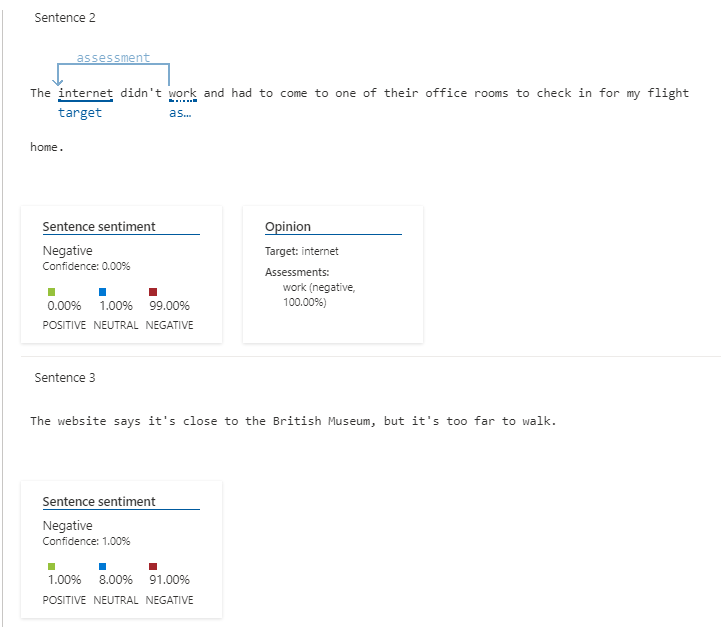 Sentence 2
assessment
The internet didn't work and had to come to one of their office rooms to check in for my flight
target as…
home.
Sentence sentiment
Negative
Confidence: 0.00%
0.00% 1.00% 99.00%
POSITIVE NEUTRAL NEGATIVE
Opinion
Target: internet
Assessments:
work (negative,
100.00%)
Sentence 3
The website says it's close to the British Museum, but it's too far to walk.
Sentence sentiment
Negative
Confidence: 1.00%
1.00% 8.00% 91.00%
POSITIVE NEUTRAL NEGATIVE